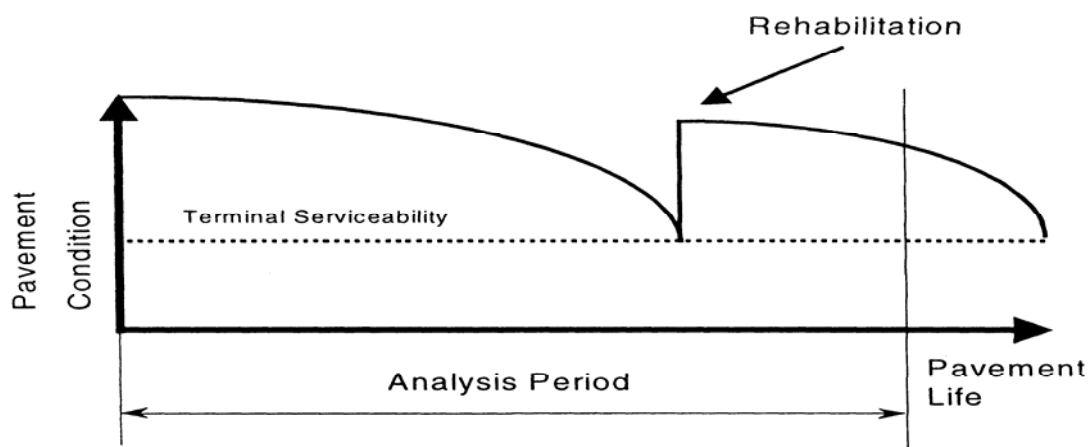 Rehabilitation
Terminal Serviceability
Pavement
Condition
Analysis Period
Pavement
Life